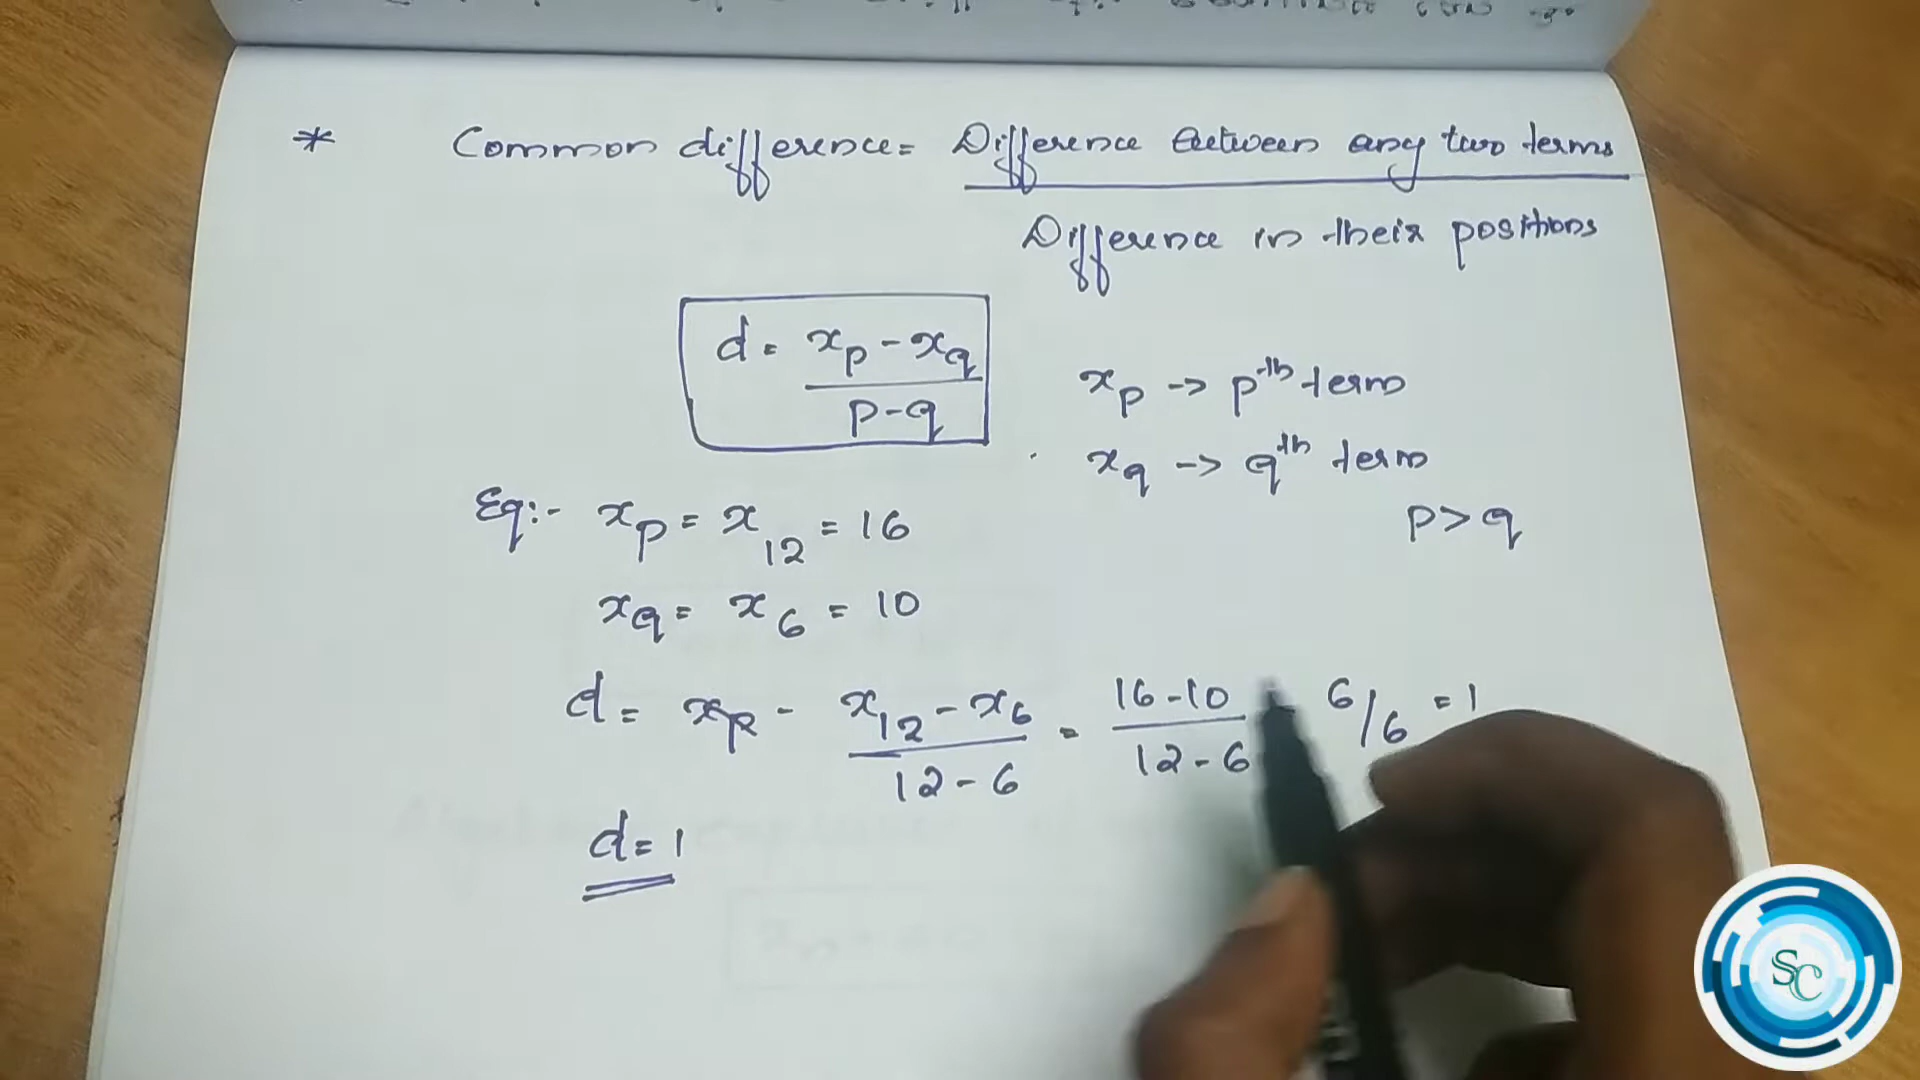 * Common difference = Difference between any two terms
Difference in their positions
d = xp - xq
p - q
xp -> pth term
xq -> qth term
p > q
Eg:- xp = x12 = 16
xq = x6 = 10
d = xp - x12 - x6 = 16 - 10 = 6/6 = 1
12 - 6 12 - 6
d = 1
SC